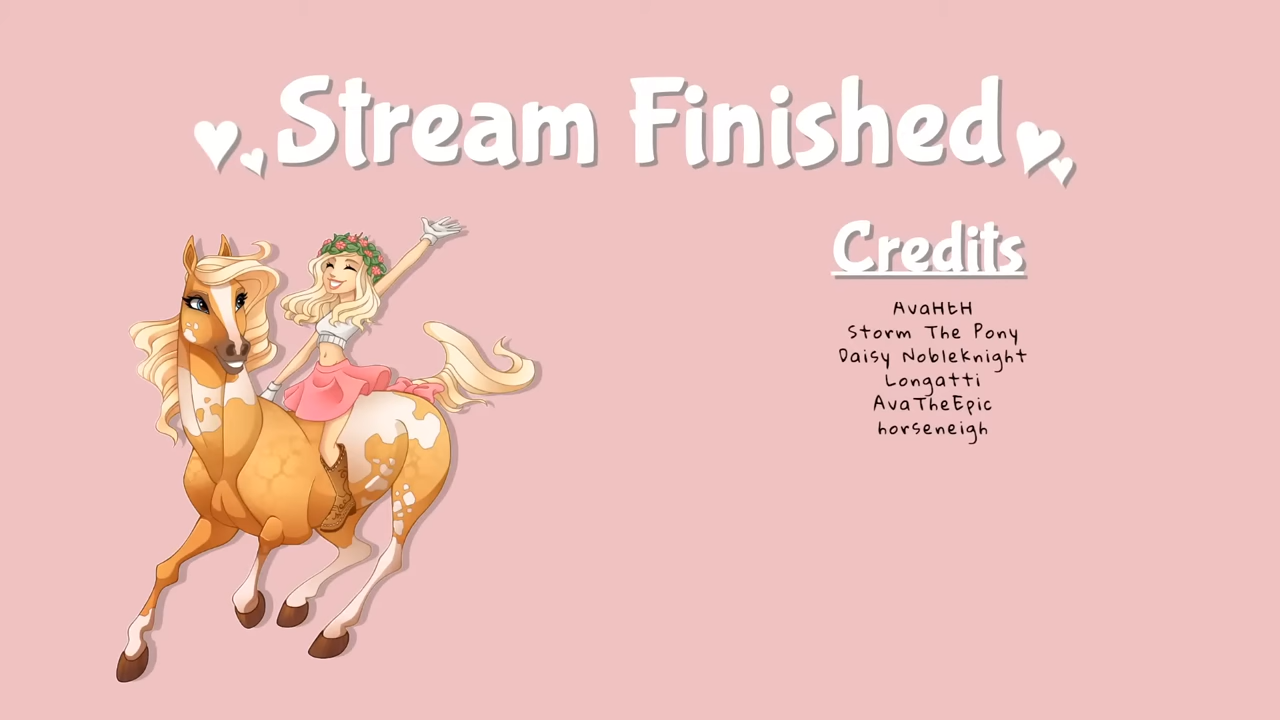 Stream Finished
Credits
AvaHtH
Storm The Pony
Daisy NobleKnight
Longatti
AvaTheEpic
horseneigh